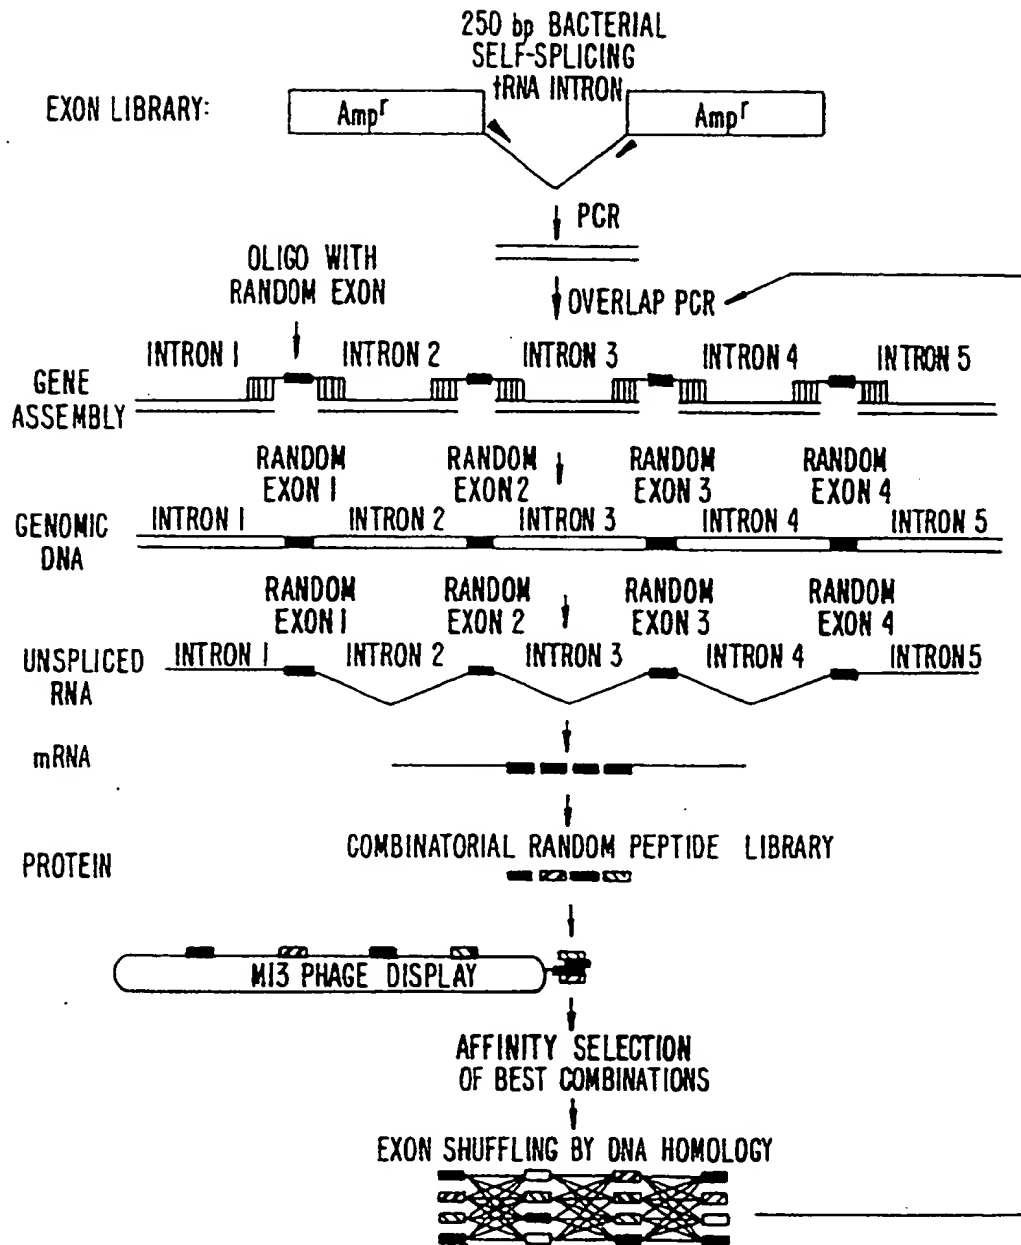 250 bp BACTERIAL
SELF-SPLICING
tRNA INTRON
EXON LIBRARY:
Ampr
Ampr
PCR
OLIGO WITH
RANDOM EXON
OVERLAP PCR
INTRON 1
INTRON 2
INTRON 3
INTRON 4
INTRON 5
GENE
ASSEMBLY
RANDOM
EXON 1
RANDOM
EXON 2
RANDOM
EXON 3
RANDOM
EXON 4
GENOMIC
DNA
INTRON 1
INTRON 2
INTRON 3
INTRON 4
INTRON 5
RANDOM
EXON 1
RANDOM
EXON 2
RANDOM
EXON 3
RANDOM
EXON 4
UNSPLICED
RNA
INTRON 1
INTRON 2
INTRON 3
INTRON 4
INTRON 5
mRNA
PROTEIN
COMBINATORIAL RANDOM PEPTIDE LIBRARY
M13 PHAGE DISPLAY
AFFINITY SELECTION
OF BEST COMBINATIONS
EXON SHUFFLING BY DNA HOMOLOGY